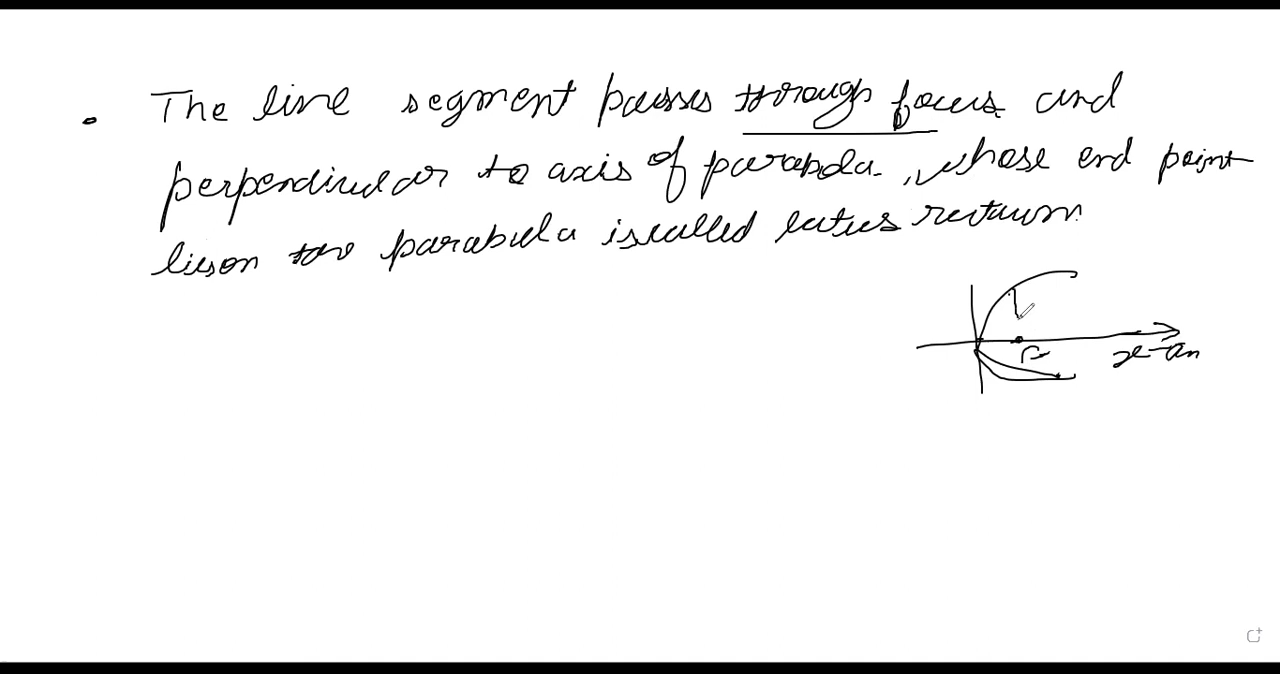 The line segment passes through focus and
perpendicular to axis of parabola, whose end point
lies on the parabola is called latus rectum
F
x-an